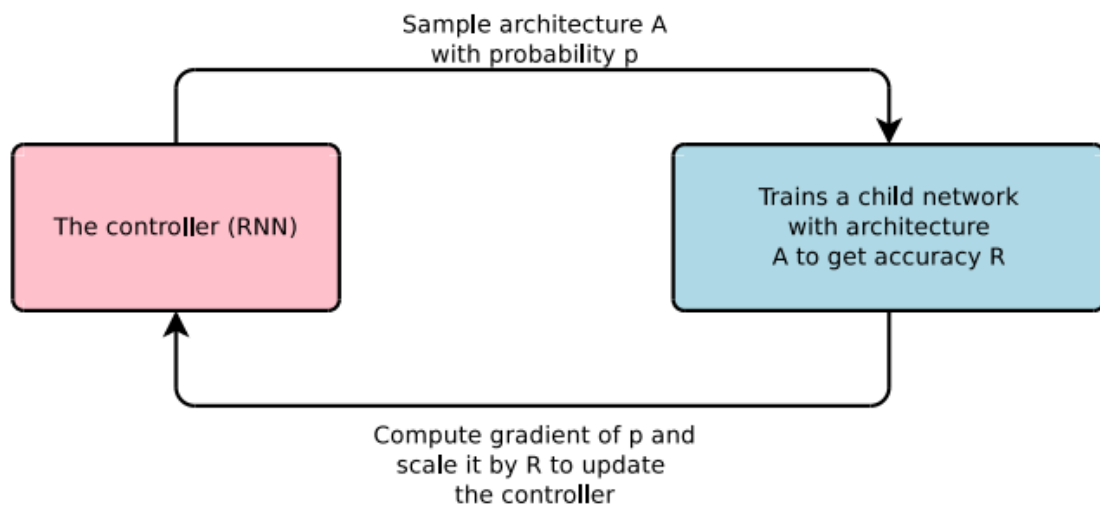 Sample architecture A
with probability p
The controller (RNN)
Trains a child network
with architecture
A to get accuracy R
Compute gradient of p and
scale it by R to update
the controller